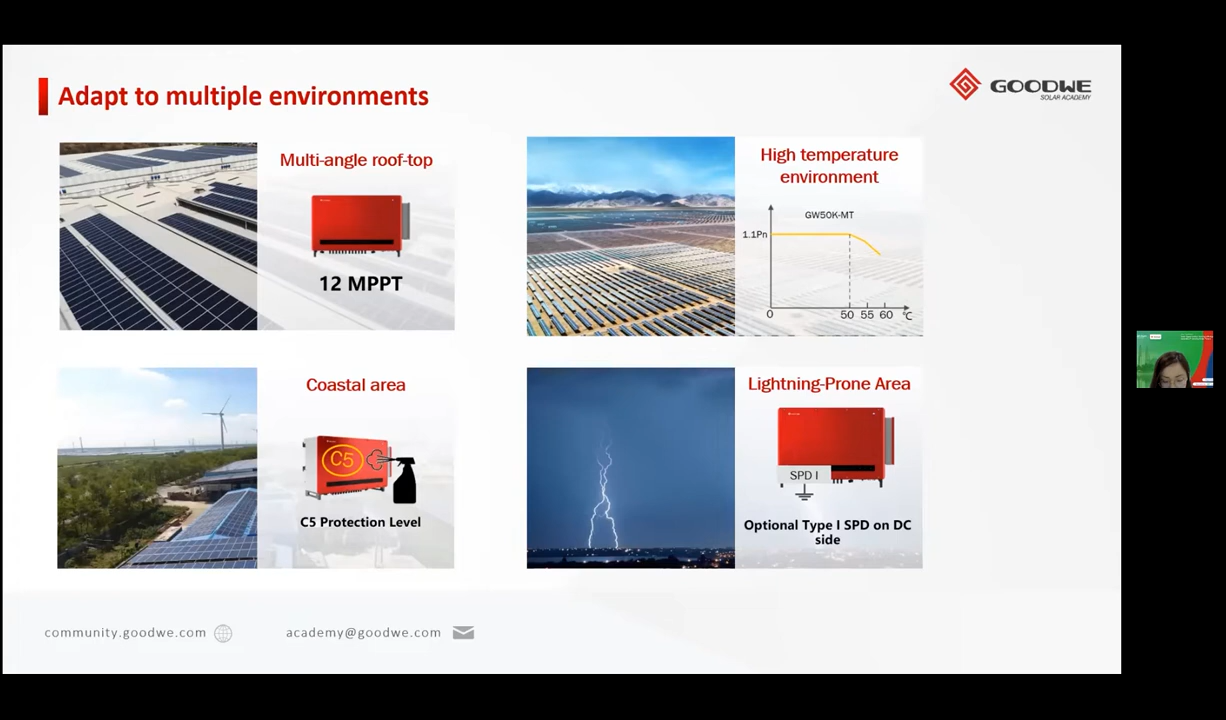 Adapt to multiple environments
GOODWE
SOLAR ACADEMY
Multi-angle roof-top
12 MPPT
High temperature
environment
GW50K-MT
1.1Pn
0 50 55 60 ℃
Coastal area
C5
C5 Protection Level
Lightning-Prone Area
SPD I
Optional Type I SPD on DC
side
community.goodwe.com
academy@goodwe.com